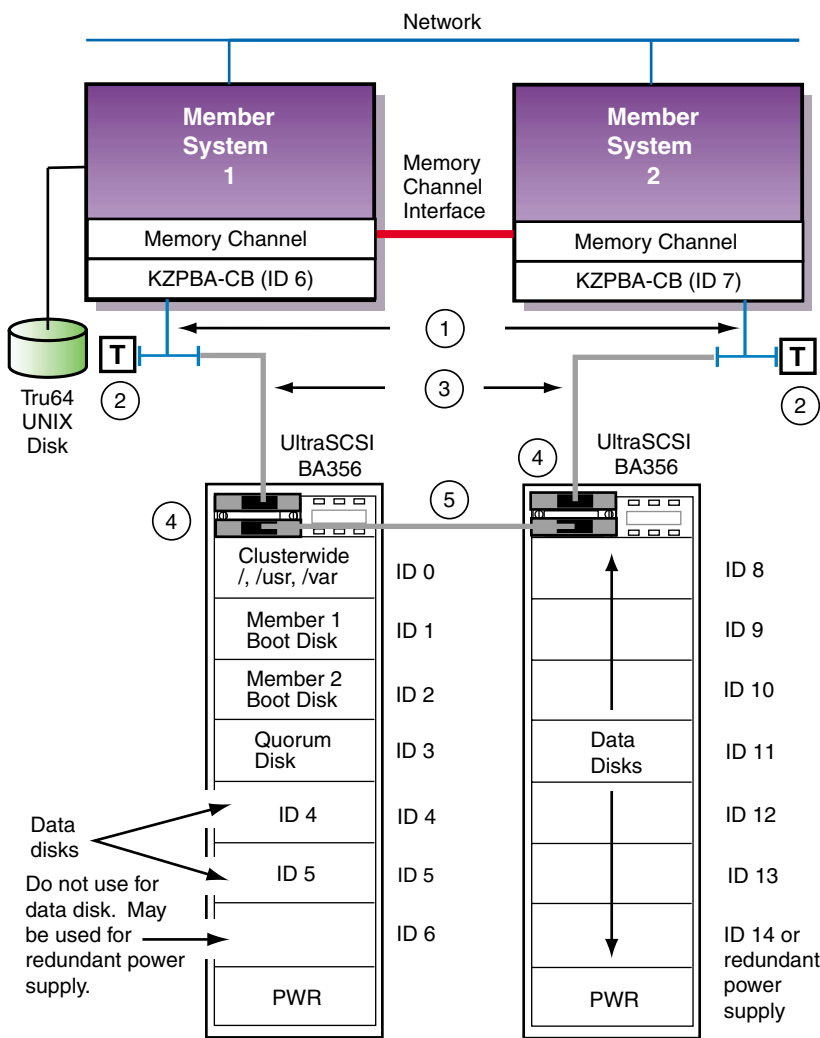 Network
Member
System
1
Member
System
2
Memory
Channel
Interface
Memory Channel
Memory Channel
KZPBA-CB (ID 6)
KZPBA-CB (ID 7)
1
T
T
2
3
2
Tru64
UNIX
Disk
UltraSCSI
BA356
UltraSCSI
BA356
4
4
5
Clusterwide
/, /usr, /var
ID 0
ID 8
Member 1
Boot Disk
ID 1
ID 9
Member 2
Boot Disk
ID 2
ID 10
Quorum
Disk
ID 3
Data
Disks
ID 11
Data
disks
ID 4
ID 4
ID 12
ID 5
ID 5
ID 13
Do not use for
data disk. May
be used for
redundant power
supply.
ID 6
ID 14 or
redundant
power
supply
PWR
PWR